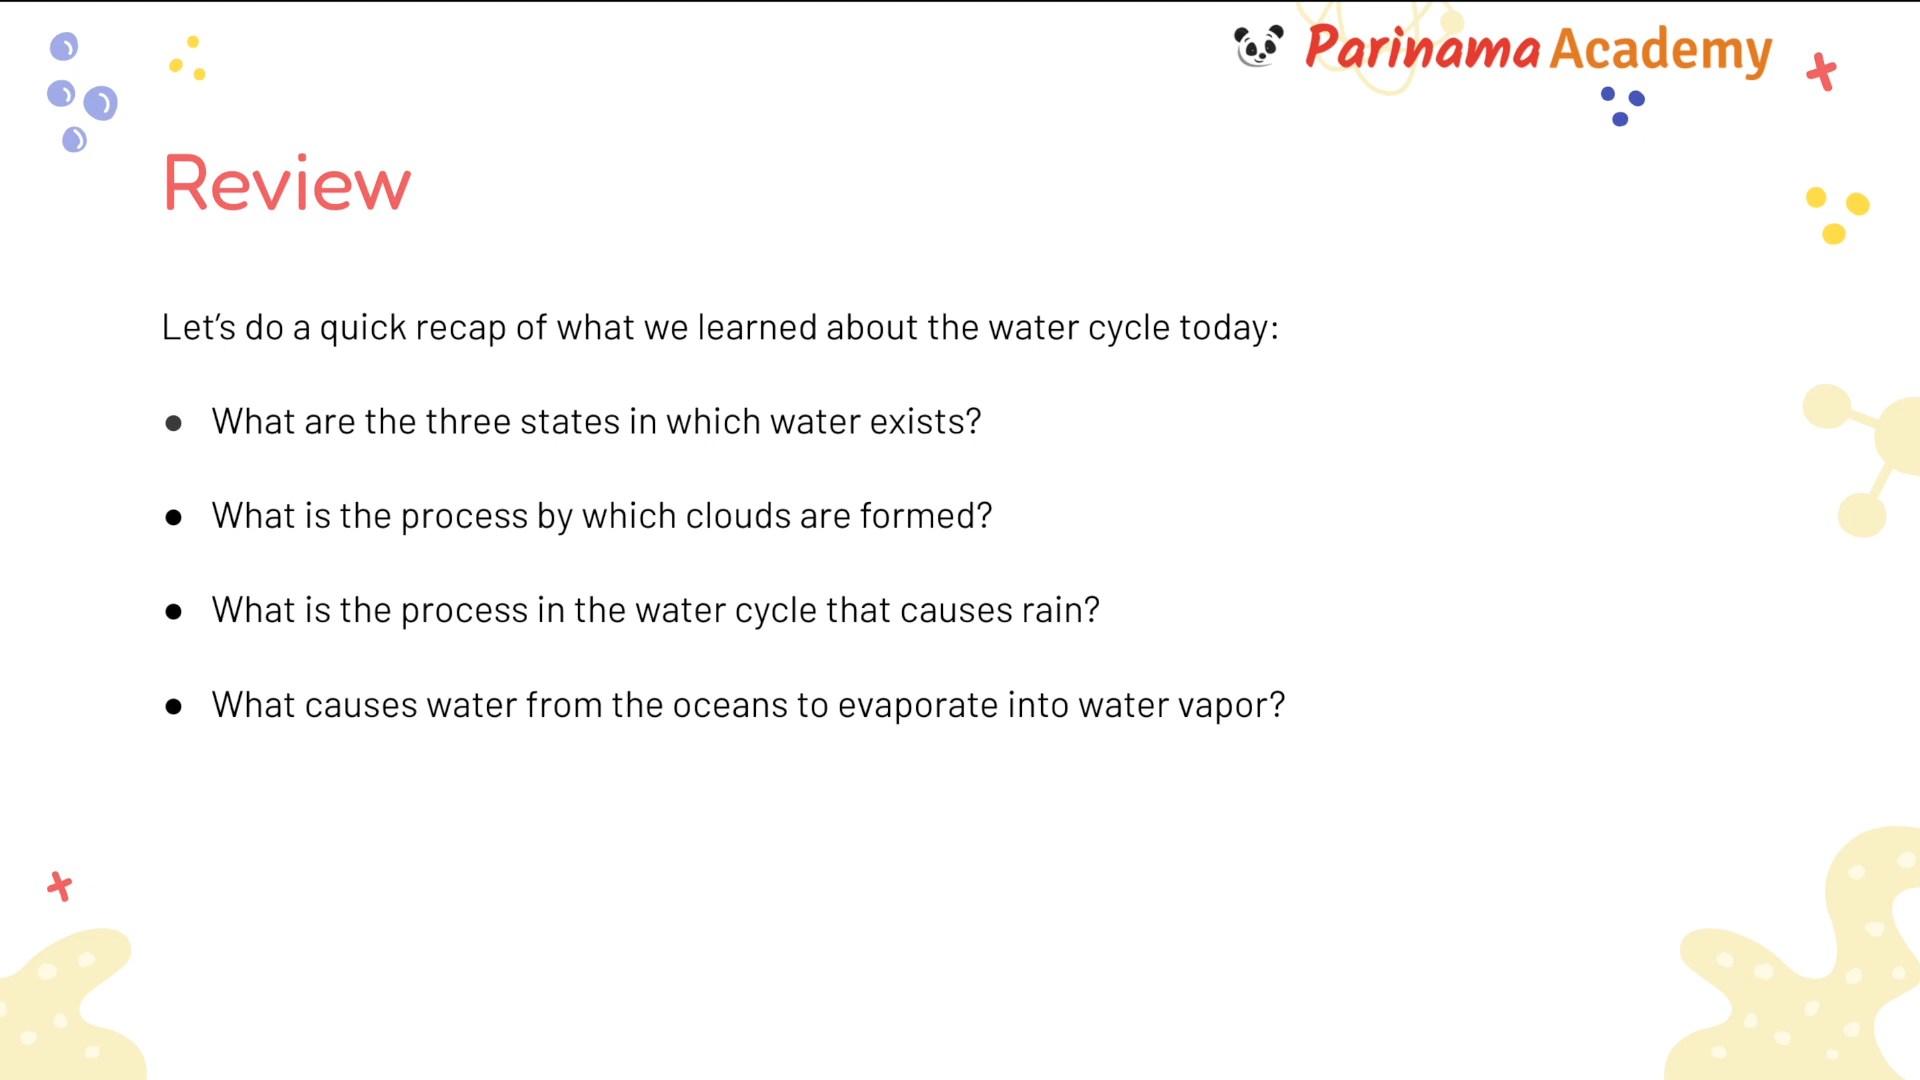 Parinama Academy
Review
Let’s do a quick recap of what we learned about the water cycle today:
● What are the three states in which water exists?
● What is the process by which clouds are formed?
● What is the process in the water cycle that causes rain?
● What causes water from the oceans to evaporate into water vapor?